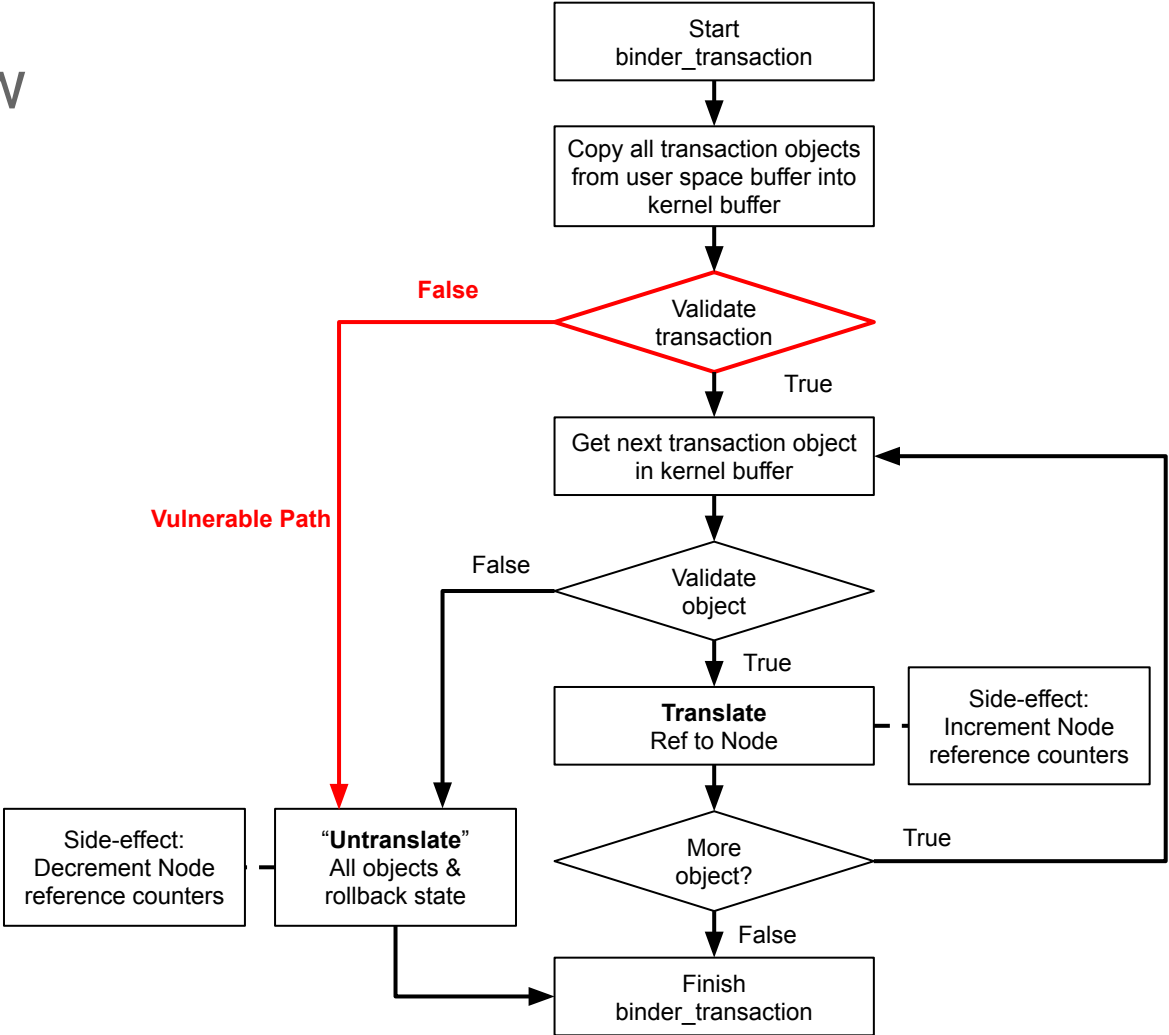 Start
binder_transaction
Copy all transaction objects
from user space buffer into
kernel buffer
False
Validate
transaction
True
Get next transaction object
in kernel buffer
Vulnerable Path
False
Validate
object
True
Translate
Ref to Node
Side-effect:
Increment Node
reference counters
Side-effect:
Decrement Node
reference counters
“Untranslate”
All objects &
rollback state
More
object?
True
False
Finish
binder_transaction